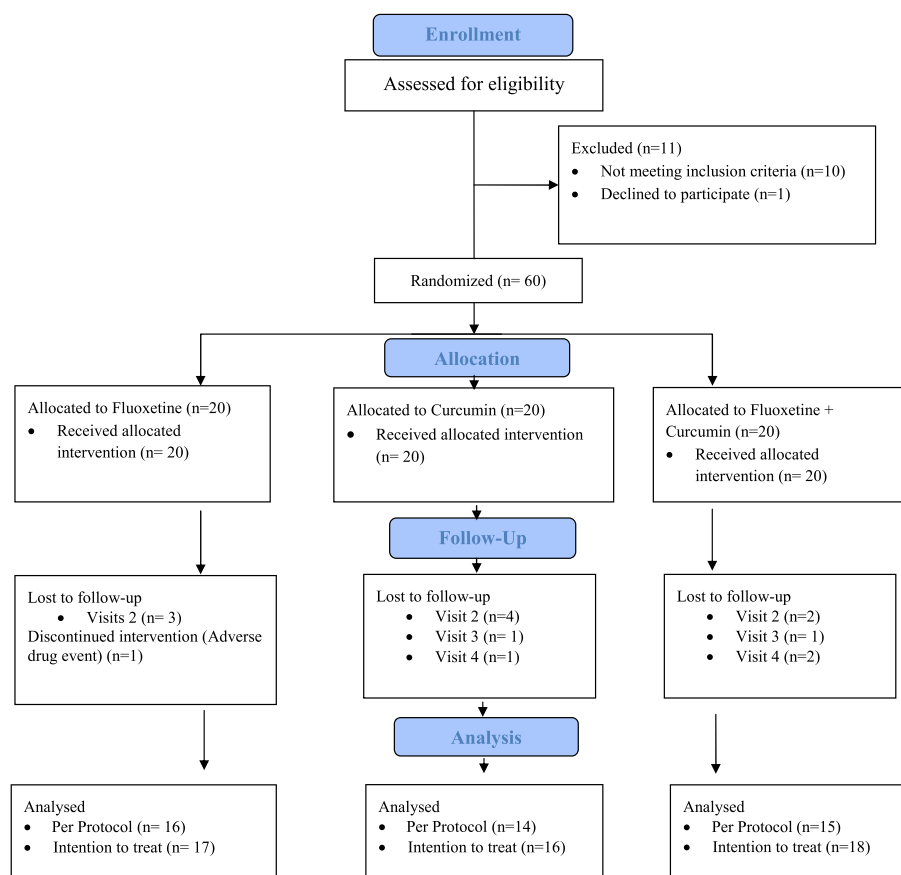 Enrollment
Assessed for eligibility
Excluded (n=11)
• Not meeting inclusion criteria (n=10)
• Declined to participate (n=1)
Randomized (n= 60)
Allocation
Allocated to Fluoxetine (n=20)
• Received allocated
intervention (n= 20)
Allocated to Curcumin (n=20)
• Received allocated intervention
(n= 20)
Allocated to Fluoxetine +
Curcumin (n=20)
• Received allocated
intervention (n= 20)
Follow-Up
Lost to follow-up
• Visits 2 (n= 3)
Discontinued intervention (Adverse
drug event) (n=1)
Lost to follow-up
• Visit 2 (n=4)
• Visit 3 (n= 1)
• Visit 4 (n=1)
Lost to follow-up
• Visit 2 (n=2)
• Visit 3 (n= 1)
• Visit 4 (n=2)
Analysis
Analysed
• Per Protocol (n= 16)
• Intention to treat (n= 17)
Analysed
• Per Protocol (n=14)
• Intention to treat (n=16)
Analysed
• Per Protocol (n=15)
• Intention to treat (n=18)